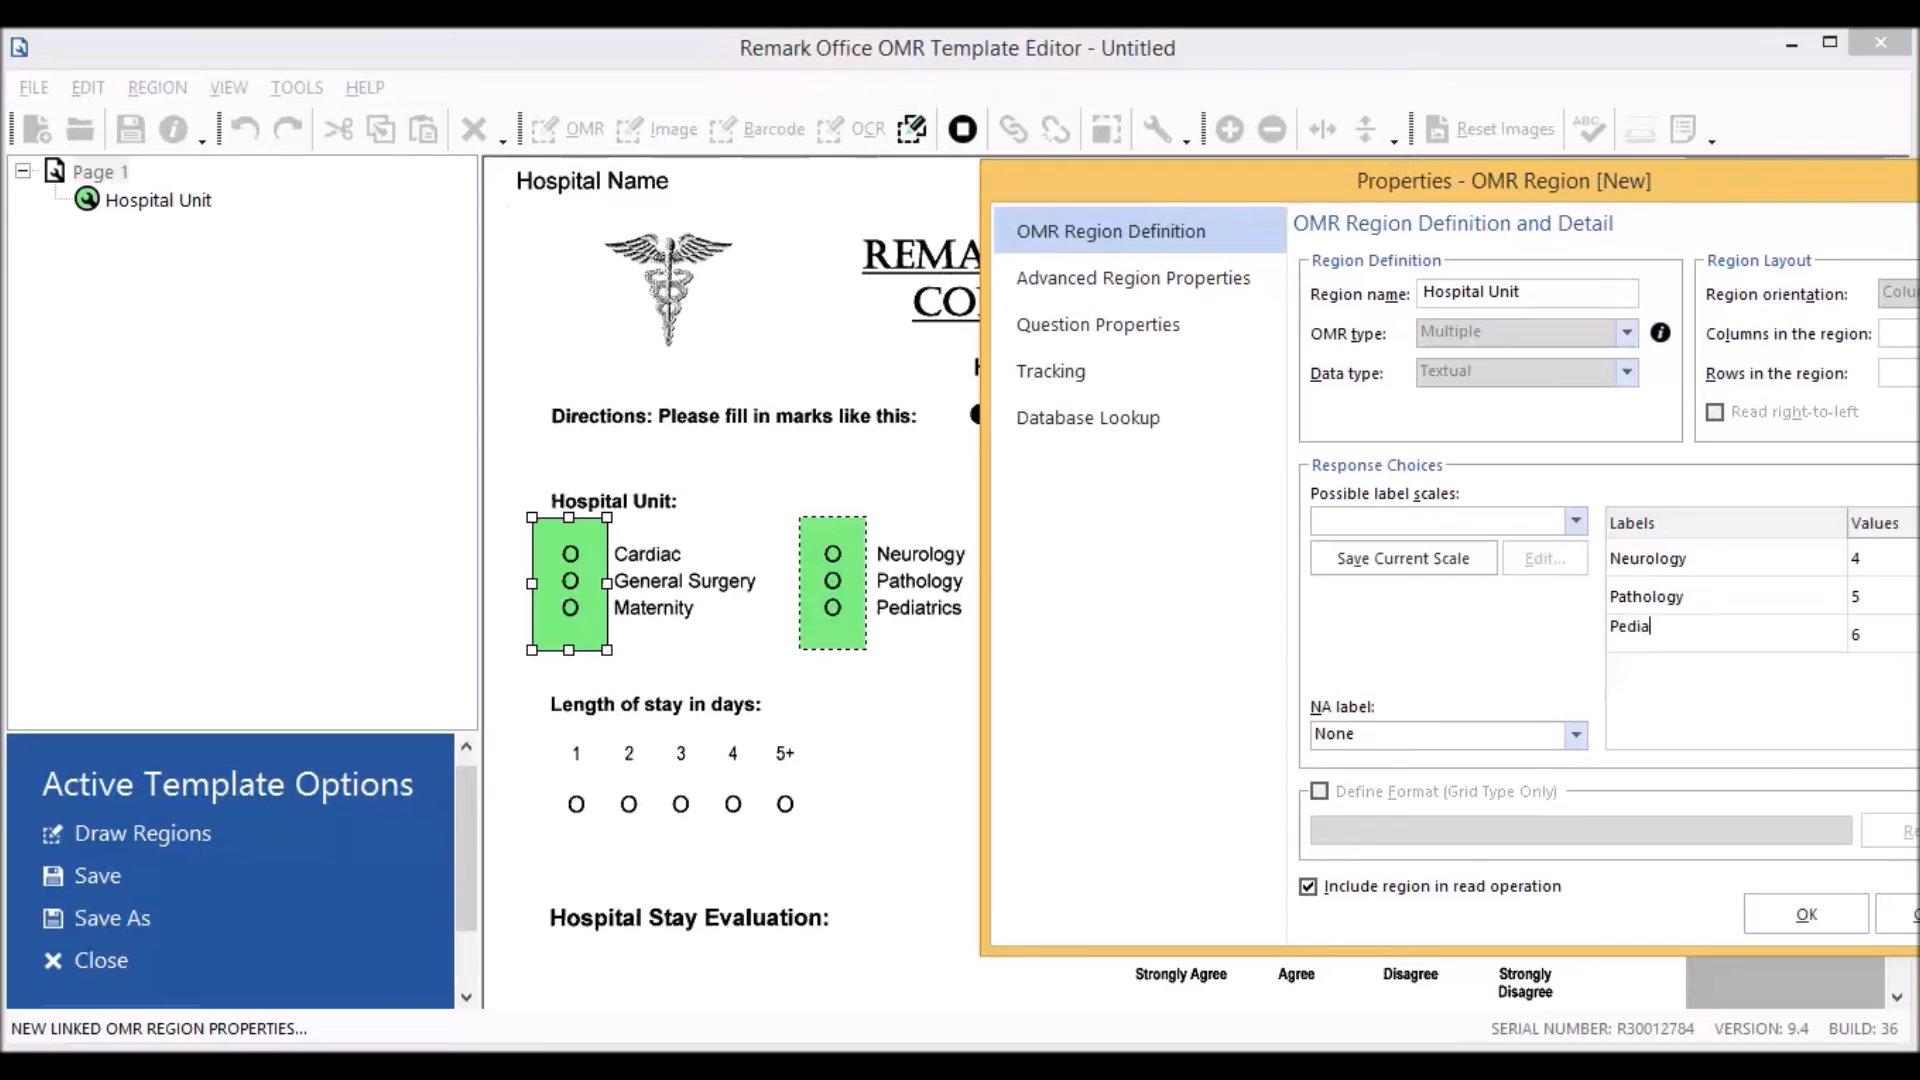 Remark Office OMR Template Editor - Untitled
FILE EDIT REGION VIEW TOOLS HELP
OMR Image Barcode OCR ABC Reset Images
Page 1
Hospital Unit
Active Template Options
Draw Regions
Save
Save As
Close
Hospital Name
Directions: Please fill in marks like this:
Hospital Unit:
Cardiac Neurology
General Surgery Pathology
Maternity Pediatrics
Length of stay in days:
1 2 3 4 5+
Hospital Stay Evaluation:
Strongly Agree Agree Disagree Strongly
Disagree
Properties - OMR Region [New]
OMR Region Definition
Advanced Region Properties
Question Properties
Tracking
Database Lookup
OMR Region Definition and Detail
Region Definition
Region name: Hospital Unit
OMR type: Multiple
Data type: Textual
Region Layout
Region orientation:
Columns in the region:
Rows in the region:
Read right-to-left
Response Choices
Possible label scales:
Save Current Scale Edit...
Labels Values
Neurology 4
Pathology 5
Pedia 6
NA label:
None
Define Format (Grid Type Only)
Include region in read operation
OK
NEW LINKED OMR REGION PROPERTIES...
SERIAL NUMBER: R30012784 VERSION: 9.4 BUILD: 36